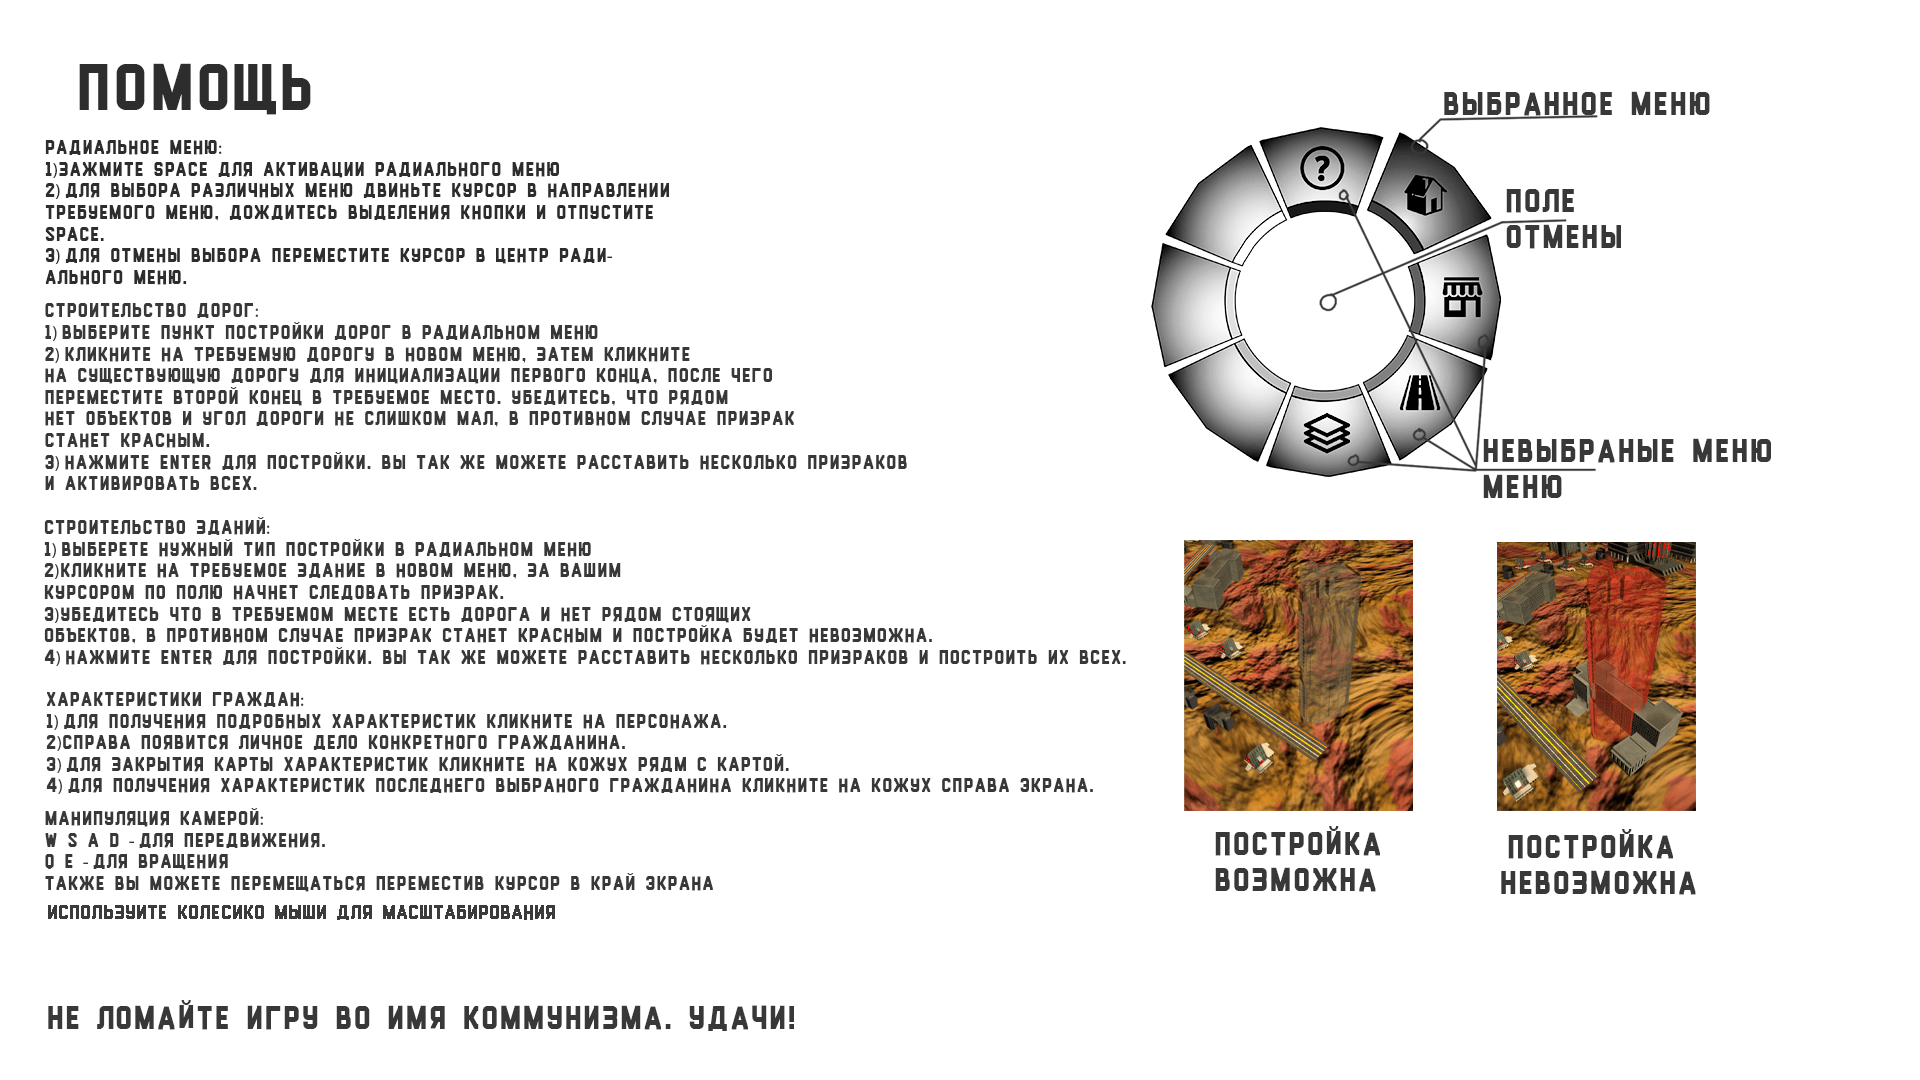 ПОМОЩЬ
РАДИАЛЬНОЕ МЕНЮ:
1)ЗАЖМИТЕ SPACE ДЛЯ АКТИВАЦИИ РАДИАЛЬНОГО МЕНЮ
2) ДЛЯ ВЫБОРА РАЗЛИЧНЫХ МЕНЮ ДВИНЬТЕ КУРСОР В НАПРАВЛЕНИИ
ТРЕБУЕМОГО МЕНЮ, ДОЖДИТЕСЬ ВЫДЕЛЕНИЯ КНОПКИ И ОТПУСТИТЕ
SPACE.
3) ДЛЯ ОТМЕНЫ ВЫБОРА ПЕРЕМЕСТИТЕ КУРСОР В ЦЕНТР РАДИ-
АЛЬНОГО МЕНЮ.
СТРОИТЕЛЬСТВО ДОРОГ:
1) ВЫБЕРИТЕ ПУНКТ ПОСТРОЙКИ ДОРОГ В РАДИАЛЬНОМ МЕНЮ
2) КЛИКНИТЕ НА ТРЕБУЕМУЮ ДОРОГУ В НОВОМ МЕНЮ, ЗАТЕМ КЛИКНИТЕ
НА СУЩЕСТВУЮЩУЮ ДОРОГУ ДЛЯ ИНИЦИАЛИЗАЦИИ ПЕРВОГО КОНЦА, ПОСЛЕ ЧЕГО
ПЕРЕМЕСТИТЕ ВТОРОЙ КОНЕЦ В ТРЕБУЕМОЕ МЕСТО. УБЕДИТЕСЬ, ЧТО РЯДОМ
НЕТ ОБЪЕКТОВ И УГОЛ ДОРОГИ НЕ СЛИШКОМ МАЛ, В ПРОТИВНОМ СЛУЧАЕ ПРИЗРАК
СТАНЕТ КРАСНЫМ.
3) НАЖМИТЕ ENTER ДЛЯ ПОСТРОЙКИ. ВЫ ТАК ЖЕ МОЖЕТЕ РАССТАВИТЬ НЕСКОЛЬКО ПРИЗРАКОВ
И АКТИВИРОВАТЬ ВСЕХ.
СТРОИТЕЛЬСТВО ЗДАНИЙ:
1) ВЫБЕРЕТЕ НУЖНЫЙ ТИП ПОСТРОЙКИ В РАДИАЛЬНОМ МЕНЮ
2)КЛИКНИТЕ НА ТРЕБУЕМОЕ ЗДАНИЕ В НОВОМ МЕНЮ, ЗА ВАШИМ
КУРСОРОМ ПО ПОЛЮ НАЧНЕТ СЛЕДОВАТЬ ПРИЗРАК.
3)УБЕДИТЕСЬ ЧТО В ТРЕБУЕМОМ МЕСТЕ ЕСТЬ ДОРОГА И НЕТ РЯДОМ СТОЯЩИХ
ОБЪЕКТОВ, В ПРОТИВНОМ СЛУЧАЕ ПРИЗРАК СТАНЕТ КРАСНЫМ И ПОСТРОЙКА БУДЕТ НЕВОЗМОЖНА.
4) НАЖМИТЕ ENTER ДЛЯ ПОСТРОЙКИ. ВЫ ТАК ЖЕ МОЖЕТЕ РАССТАВИТЬ НЕСКОЛЬКО ПРИЗРАКОВ И ПОСТРОИТЬ ИХ ВСЕХ.
ХАРАКТЕРИСТИКИ ГРАЖДАН:
1) ДЛЯ ПОЛУЧЕНИЯ ПОДРОБНЫХ ХАРАКТЕРИСТИК КЛИКНИТЕ НА ПЕРСОНАЖА.
2)СПРАВА ПОЯВИТСЯ ЛИЧНОЕ ДЕЛО КОНКРЕТНОГО ГРАЖДАНИНА.
3) ДЛЯ ЗАКРЫТИЯ КАРТЫ ХАРАКТЕРИСТИК КЛИКНИТЕ НА КОЖУХ РЯДМ С КАРТОЙ.
4) ДЛЯ ПОЛУЧЕНИЯ ХАРАКТЕРИСТИК ПОСЛЕДНЕГО ВЫБРАНОГО ГРАЖДАНИНА КЛИКНИТЕ НА КОЖУХ СПРАВА ЭКРАНА.
МАНИПУЛЯЦИЯ КАМЕРОЙ:
W S A D - ДЛЯ ПЕРЕДВИЖЕНИЯ.
Q E - ДЛЯ ВРАЩЕНИЯ
ТАКЖЕ ВЫ МОЖЕТЕ ПЕРЕМЕЩАТЬСЯ ПЕРЕМЕСТИВ КУРСОР В КРАЙ ЭКРАНА
ИСПОЛЬЗУИТЕ КОЛЕСИКО МЫШИ ДЛЯ МАСШТАБИРОВАНИЯ
НЕ ЛОМАЙТЕ ИГРУ ВО ИМЯ КОММУНИЗМА. УДАЧИ!
ВЫБРАННОЕ МЕНЮ
ПОЛЕ
ОТМЕНЫ
?
НЕВЫБРАНЫЕ МЕНЮ
МЕНЮ
ПОСТРОЙКА
ВОЗМОЖНА
ПОСТРОЙКА
НЕВОЗМОЖНА